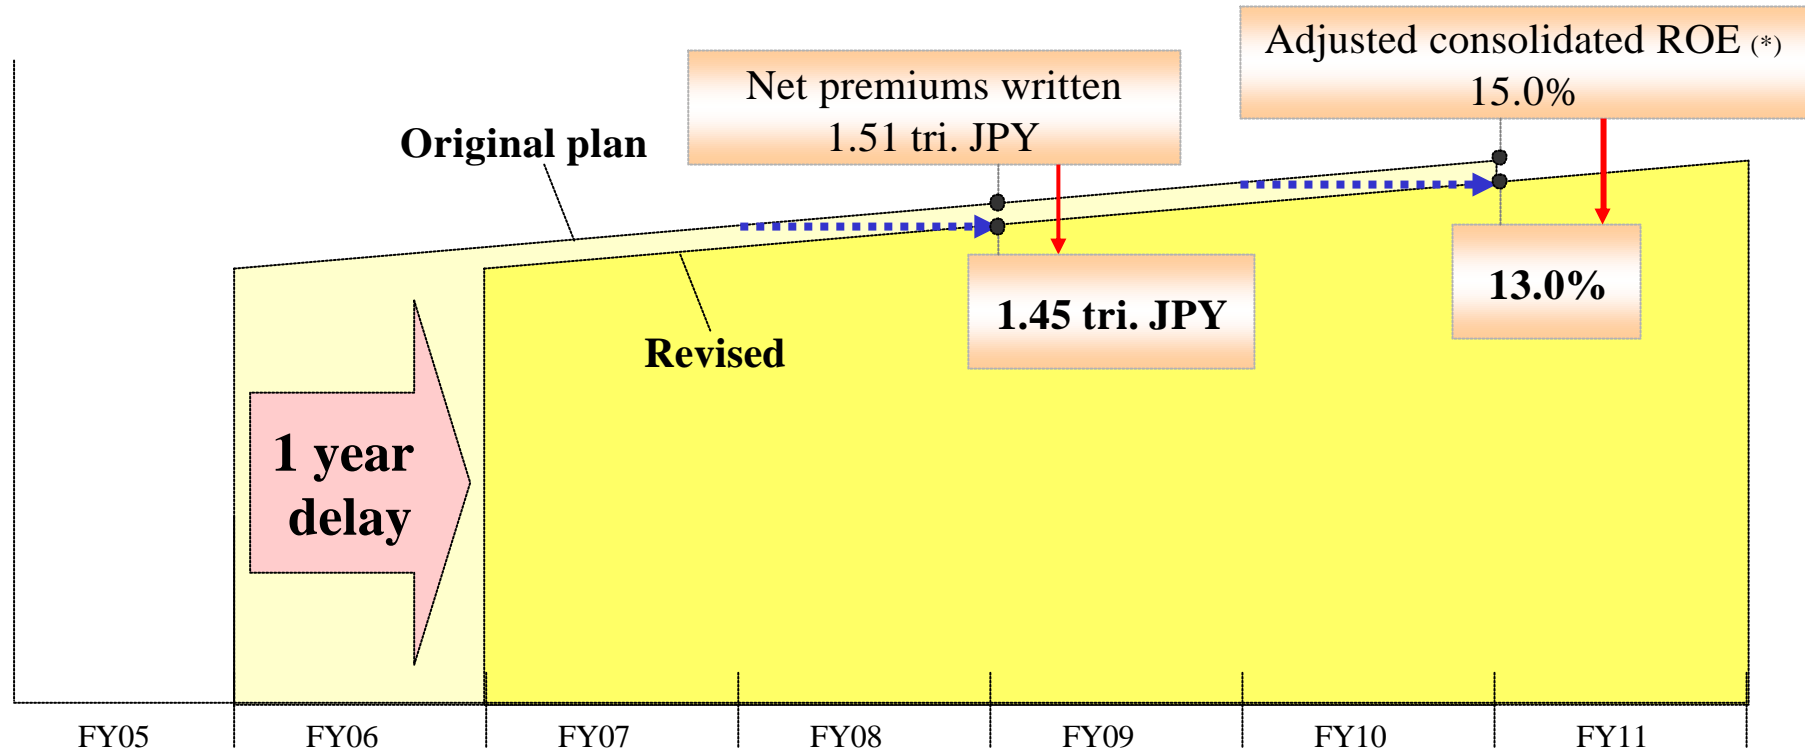 Adjusted consolidated ROE (*)
15.0%
Net premiums written
1.51 tri. JPY
Original plan
13.0%
1.45 tri. JPY
Revised
1 year
delay
FY05 FY06 FY07 FY08 FY09 FY10 FY11